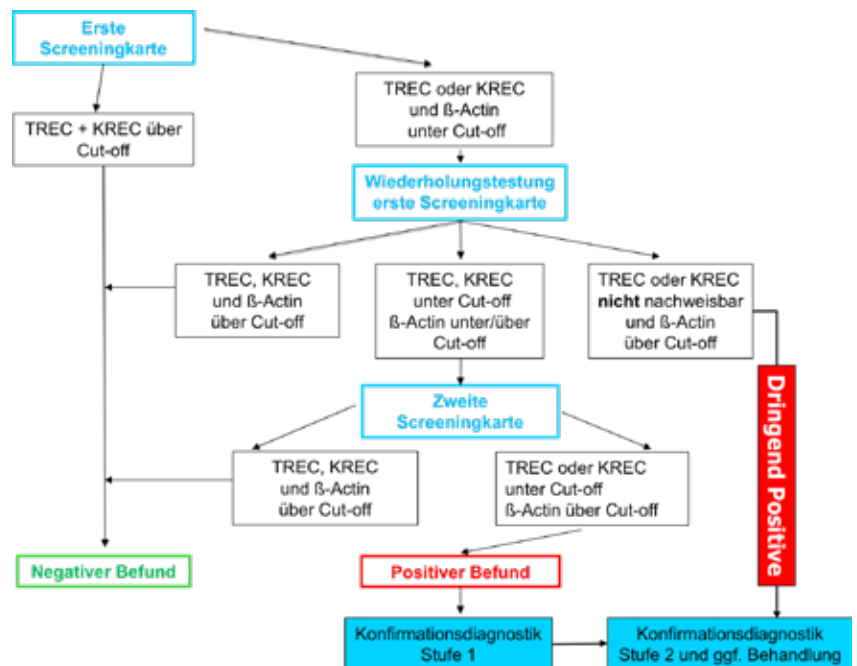 Erste
Screeningkarte
TREC oder KREC
und ß-Actin
unter Cut-off
TREC + KREC über
Cut-off
Wiederholungstestung
erste Screeningkarte
TREC, KREC
und ß-Actin
über Cut-off
TREC, KREC
unter Cut-off
ß-Actin unter/über
Cut-off
TREC oder KREC
nicht nachweisbar
und ß-Actin
über Cut-off
Dringend Positive
Zweite
Screeningkarte
TREC, KREC
und ß-Actin
über Cut-off
TREC oder KREC
unter Cut-off
ß-Actin über Cut-off
Negativer Befund
Positiver Befund
Konfirmationsdiagnostik
Stufe 1
Konfirmationsdiagnostik
Stufe 2 und ggf. Behandlung